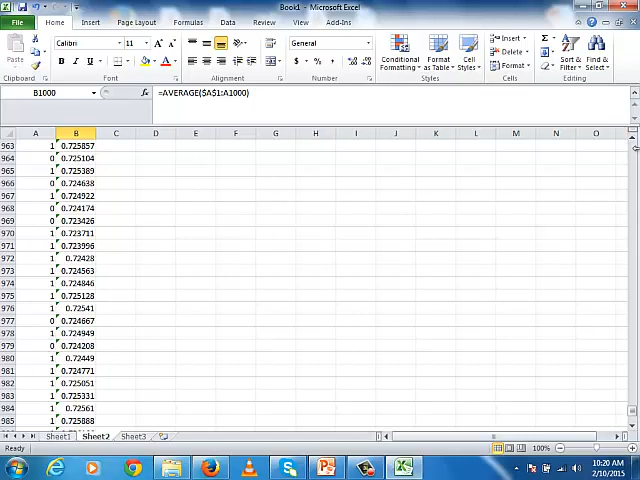 Book1 - Microsoft Excel
File Home Insert Page Layout Formulas Data Review View Add-Ins
Calibri 11 General Insert
Paste Conditional Formatting Format as Table Cell Styles Delete Sort & Filter Find & Select
Format
Clipboard Font Alignment Number Styles Cells Editing
B1000 fx =AVERAGE($A$1:A1000)
A B C D E F G H I J K L M N O
963 1 0.725857
964 0 0.725104
965 1 0.725389
966 0 0.724638
967 1 0.724922
968 0 0.724174
969 0 0.723426
970 1 0.723711
971 1 0.723996
972 1 0.72428
973 1 0.724563
974 1 0.724846
975 1 0.725128
976 1 0.72541
977 0 0.724667
978 1 0.724949
979 0 0.724208
980 1 0.72449
981 1 0.724771
982 1 0.725051
983 1 0.725331
984 1 0.72561
985 1 0.725888
Sheet1 Sheet2 Sheet3
Ready 100%
10:20 AM
2/10/2015